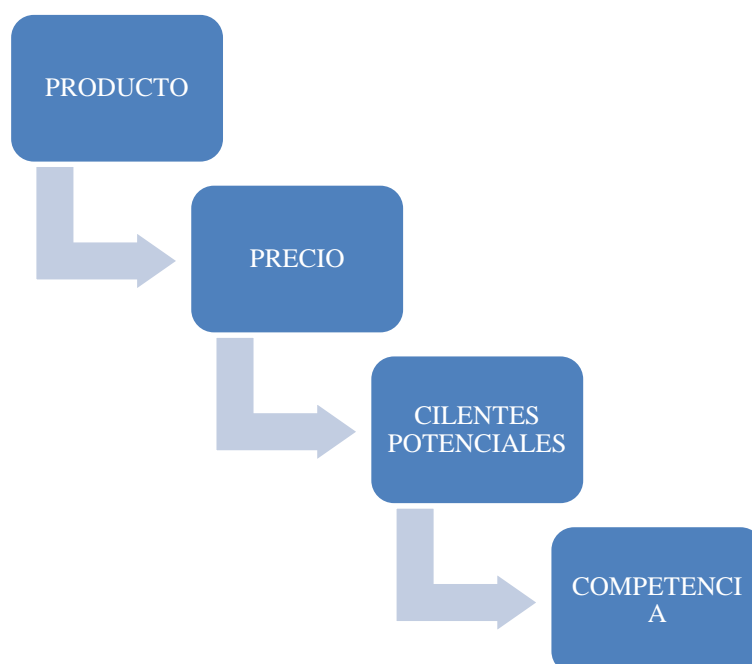 PRODUCTO
PRECIO
CILENTES
POTENCIALES
COMPETENCI
A